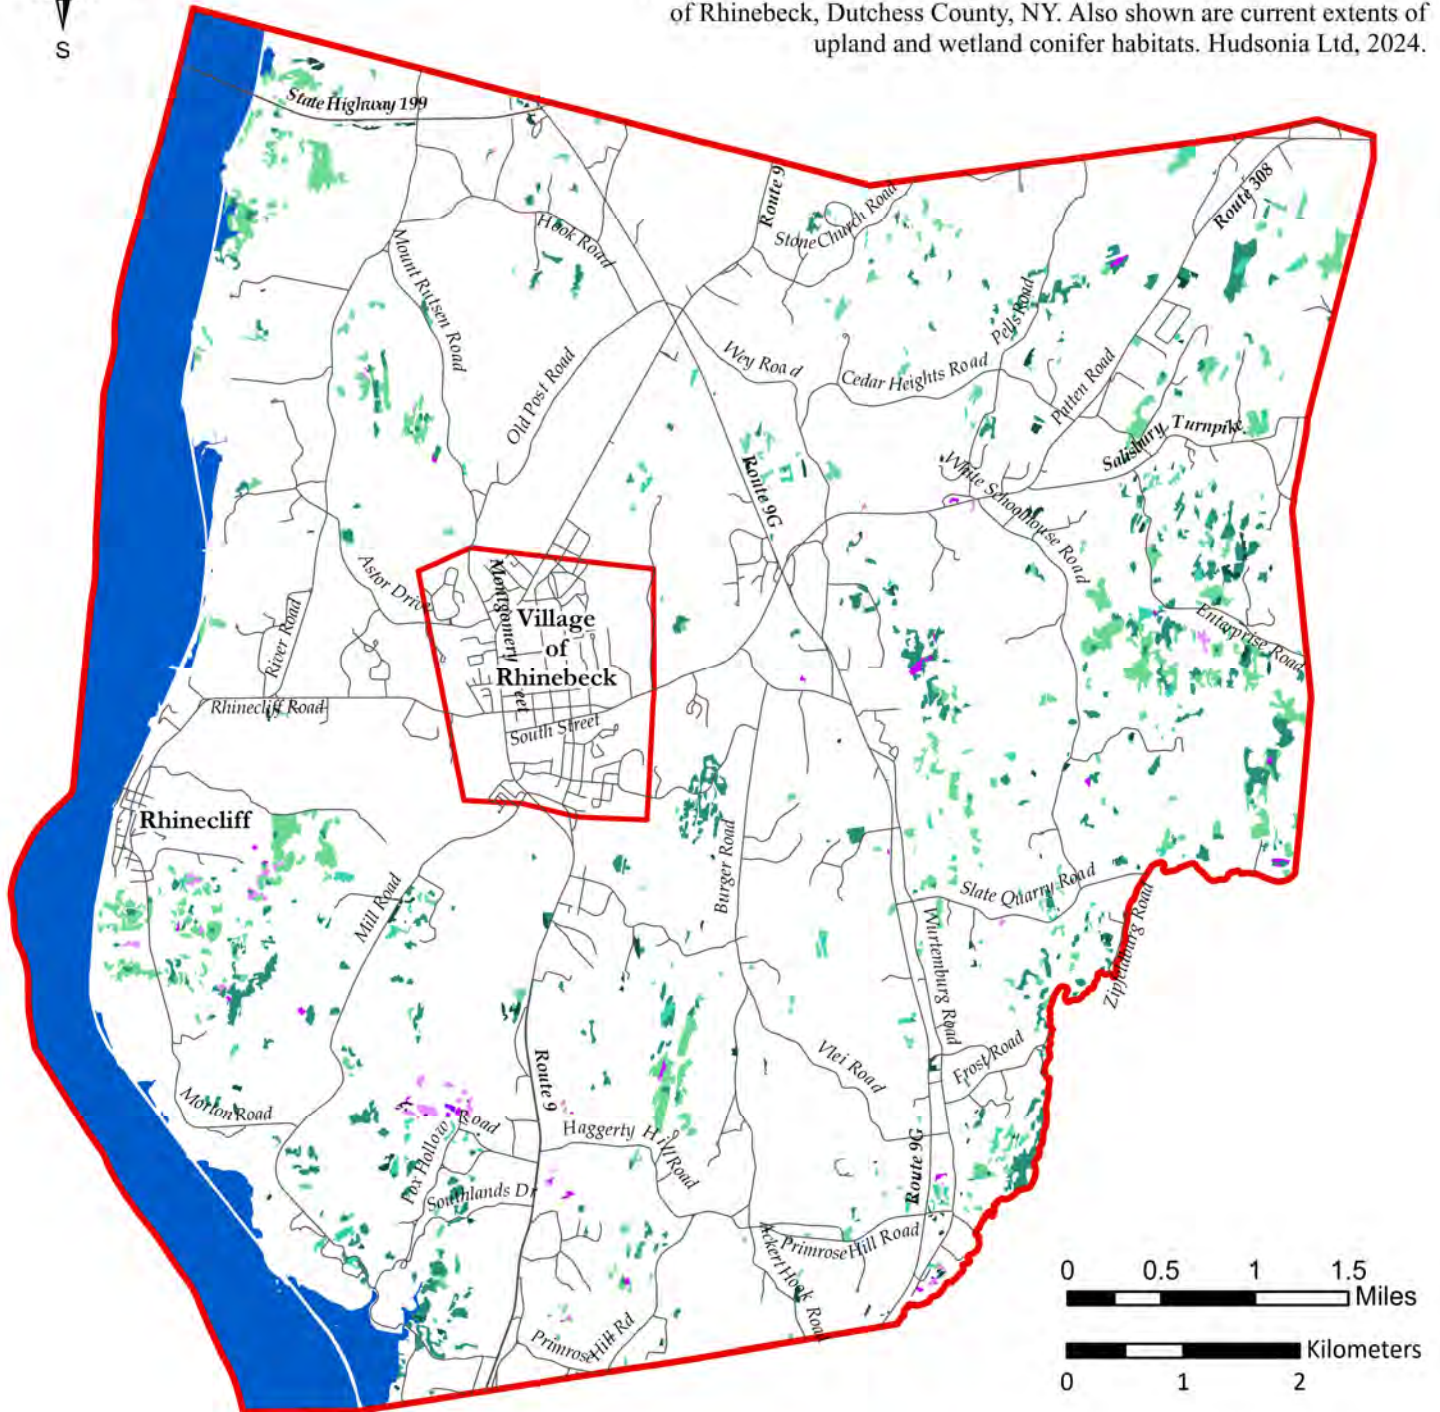 of Rhinebeck, Dutchess County, NY. Also shown are current extents of
upland and wetland conifer habitats. Hudsonia Ltd, 2024.
S
State Highway 199
Route 9
Stone Church Road
Route 308
Hook Road
Mount Rutsen Road
Pells Road
Wey Road
Cedar Heights Road
Patten Road
Old Post Road
Salisbury Turnpike
Route 9G
White Schoolhouse Road
Astor Drive
Montgomery Street
Village
of
Rhinebeck
Enterprise Road
River Road
Rhinecliff Road
South Street
Rhinecliff
Burger Road
Slate Quarry Road
Mill Road
Wurtemburg Road
Zipfeldburg Road
Vlei Road
Frost Road
Route 9
Morton Road
Fox Hollow Road
Haggerty Hill Road
Route 9G
Southlands Dr
Ackert Hook Road
Primrose Hill Road
Primrose Hill Rd
0 0.5 1 1.5
Miles
Kilometers
0 1 2